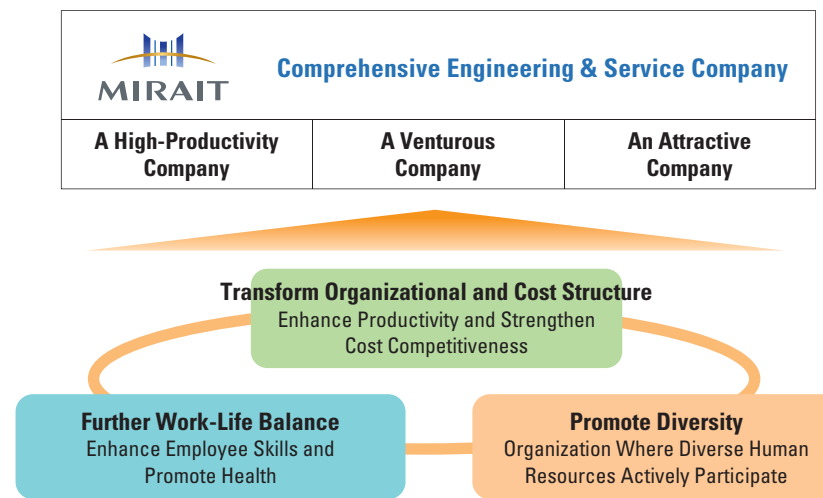 MIRAIT
Comprehensive Engineering & Service Company
A High-Productivity
Company
A Venturous
Company
An Attractive
Company
Transform Organizational and Cost Structure
Enhance Productivity and Strengthen
Cost Competitiveness
Further Work-Life Balance
Enhance Employee Skills and
Promote Health
Promote Diversity
Organization Where Diverse Human
Resources Actively Participate